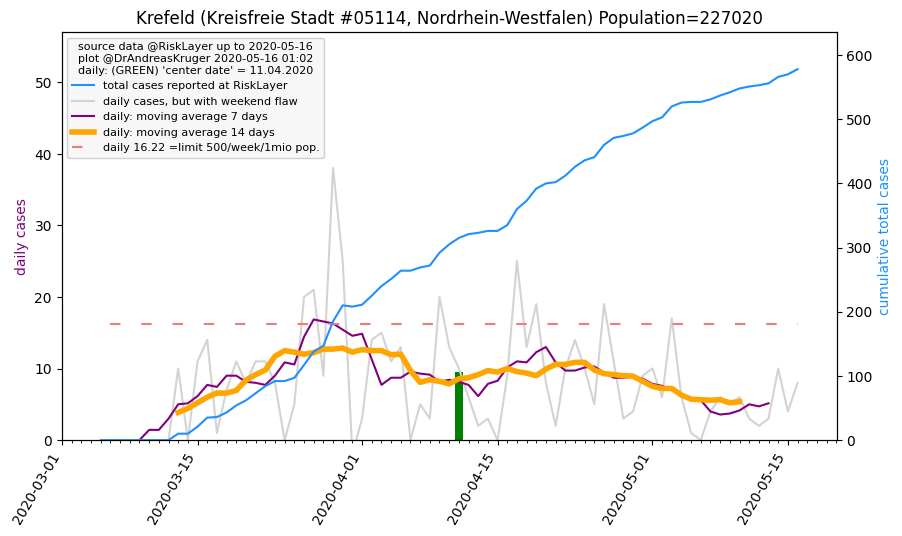 Krefeld (Kreisfreie Stadt #05114, Nordrhein-Westfalen) Population=227020
source data @RiskLayer up to 2020-05-16
plot @DrAndreasKruger 2020-05-16 01:02
daily: (GREEN) 'center date' = 11.04.2020
total cases reported at RiskLayer
daily cases, but with weekend flaw
daily: moving average 7 days
daily: moving average 14 days
daily 16.22 =limit 500/week/1mio pop.
daily cases
50
40
30
20
10
0
cumulative total cases
600
500
400
300
200
100
0
2020-03-01
2020-03-15
2020-04-01
2020-04-15
2020-05-01
2020-05-15